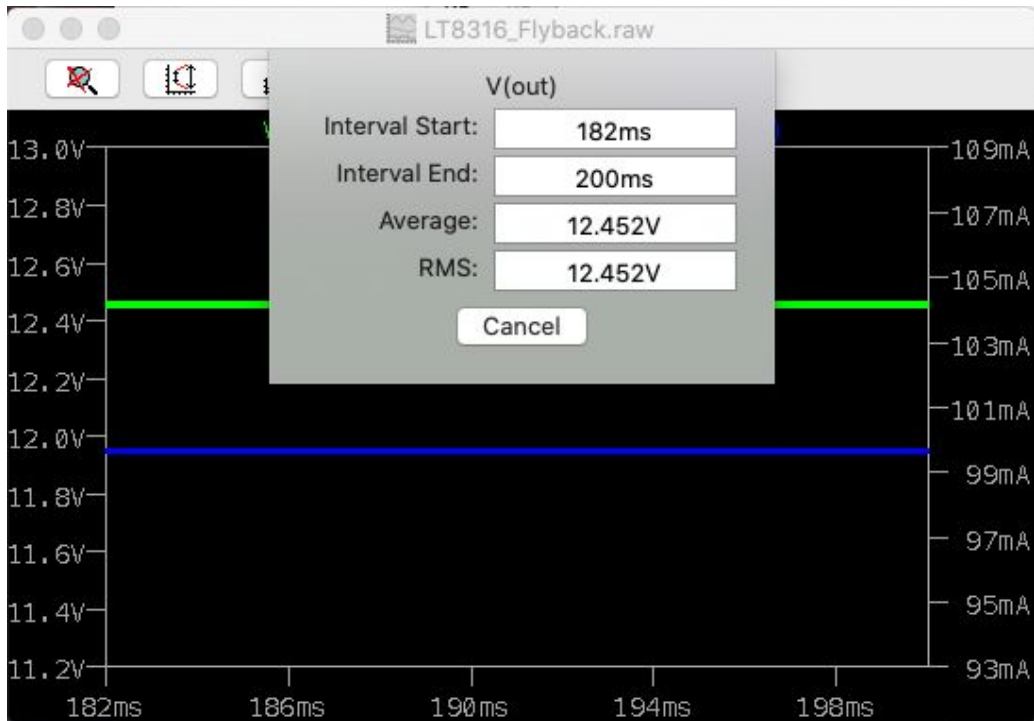 LT8316_Flyback.raw
V(out)
Interval Start: 182ms
Interval End: 200ms
Average: 12.452V
RMS: 12.452V
Cancel
13.0V 109mA
12.8V 107mA
12.6V 105mA
12.4V 103mA
12.2V 101mA
12.0V 99mA
11.8V 97mA
11.6V 95mA
11.4V 93mA
11.2V
182ms 186ms 190ms 194ms 198ms